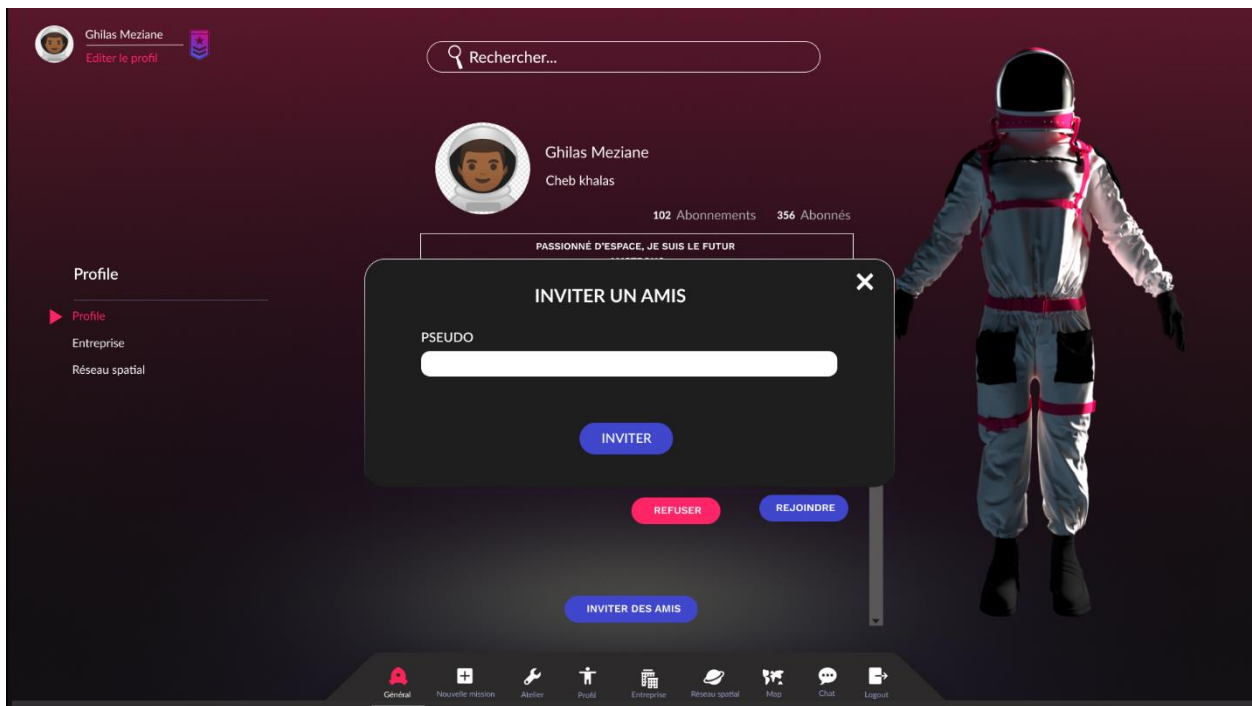 Ghilas Meziane
Editer le profil
Rechercher...
Ghilas Meziane
Cheb khalas
102 Abonnements 356 Abonnés
PASSIONNÉ D'ESPACE, JE SUIS LE FUTUR
Profile
Profile
Entreprise
Réseau spatial
INVITER UN AMIS
PSEUDO
INVITER
REFUSER REJOINDRE
INVITER DES AMIS
Général Nouvelle mission Atelier Profil Entreprise Réseau spatial Map Chat Logout